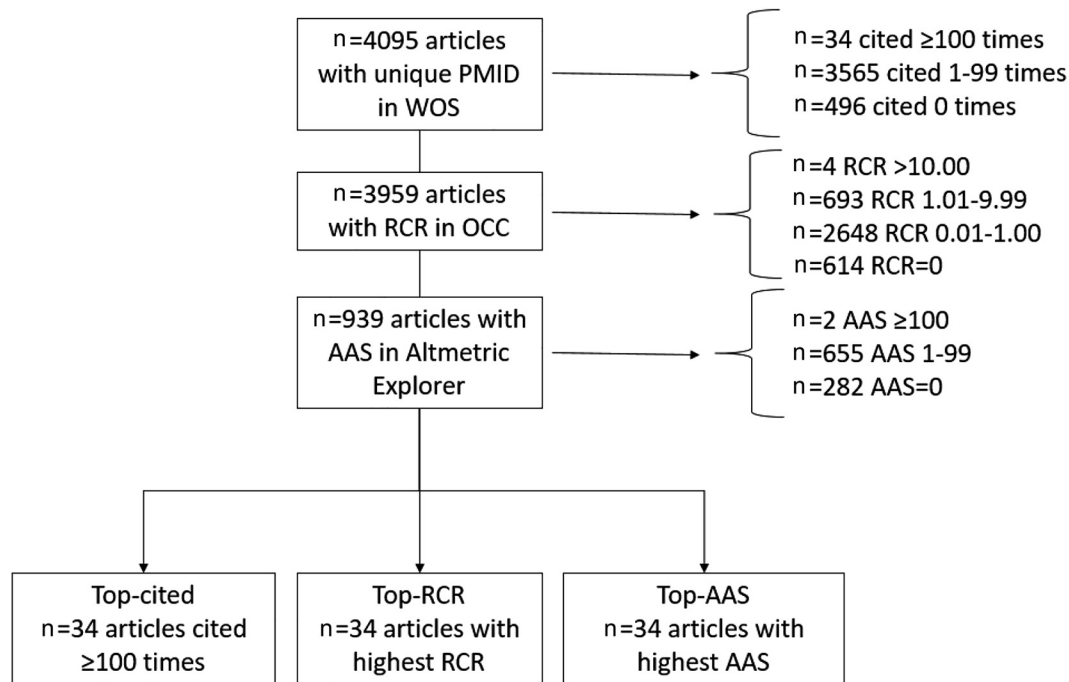 n=4095 articles
with unique PMID
in WOS
n=34 cited ≥100 times
n=3565 cited 1-99 times
n=496 cited 0 times
n=3959 articles
with RCR in OCC
n=4 RCR >10.00
n=693 RCR 1.01-9.99
n=2648 RCR 0.01-1.00
n=614 RCR=0
n=939 articles with
AAS in Altmetric
Explorer
n=2 AAS ≥100
n=655 AAS 1-99
n=282 AAS=0
Top-cited
n=34 articles cited
≥100 times
Top-RCR
n=34 articles with
highest RCR
Top-AAS
n=34 articles with
highest AAS